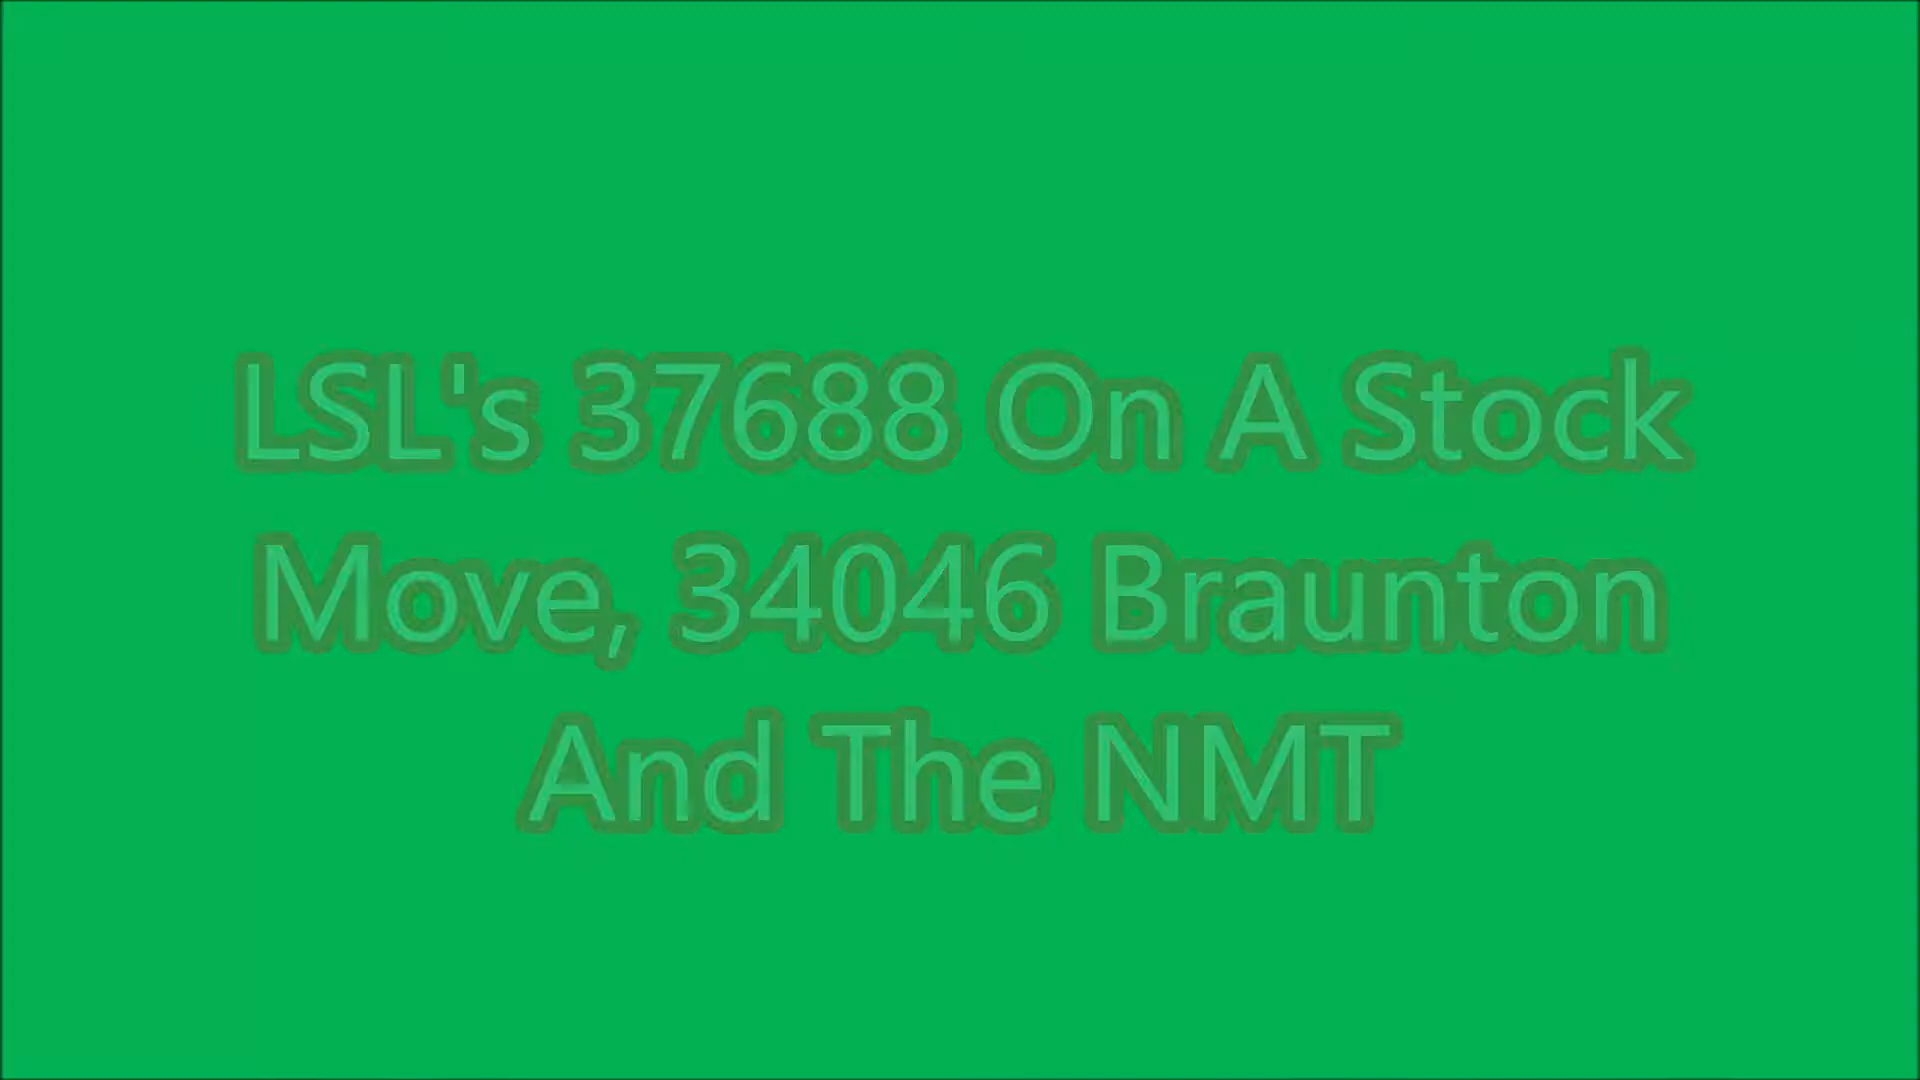 LSL's 37688 On A Stock
Move, 34046 Braunton
And The NMT